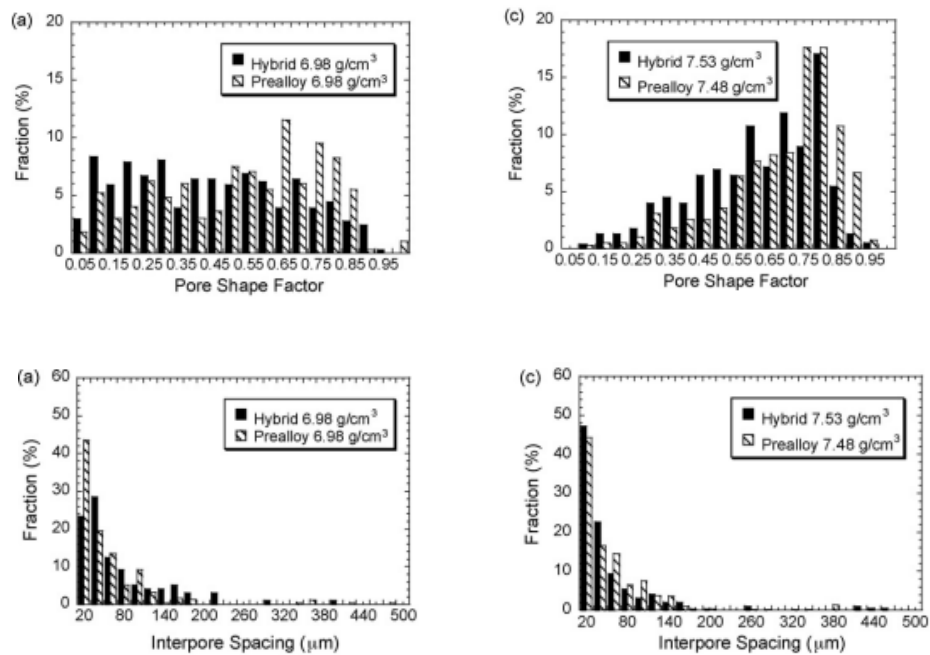 (a)
20
15
10
5
0
Fraction (%)
Hybrid 6.98 g/cm³
Prealloy 6.98 g/cm³
0.05 0.15 0.25 0.35 0.45 0.55 0.65 0.75 0.85 0.95
Pore Shape Factor
(c)
20
15
10
5
0
Fraction (%)
Hybrid 7.53 g/cm³
Prealloy 7.48 g/cm³
0.05 0.15 0.25 0.35 0.45 0.55 0.65 0.75 0.85 0.95
Pore Shape Factor
(a)
60
50
40
30
20
10
0
Fraction (%)
Hybrid 6.98 g/cm³
Prealloy 6.98 g/cm³
20 80 140 200 260 320 380 440 500
Interpore Spacing (μm)
(c)
60
50
40
30
20
10
0
Fraction (%)
Hybrid 7.53 g/cm³
Prealloy 7.48 g/cm³
20 80 140 200 260 320 380 440 500
Interpore Spacing (μm)